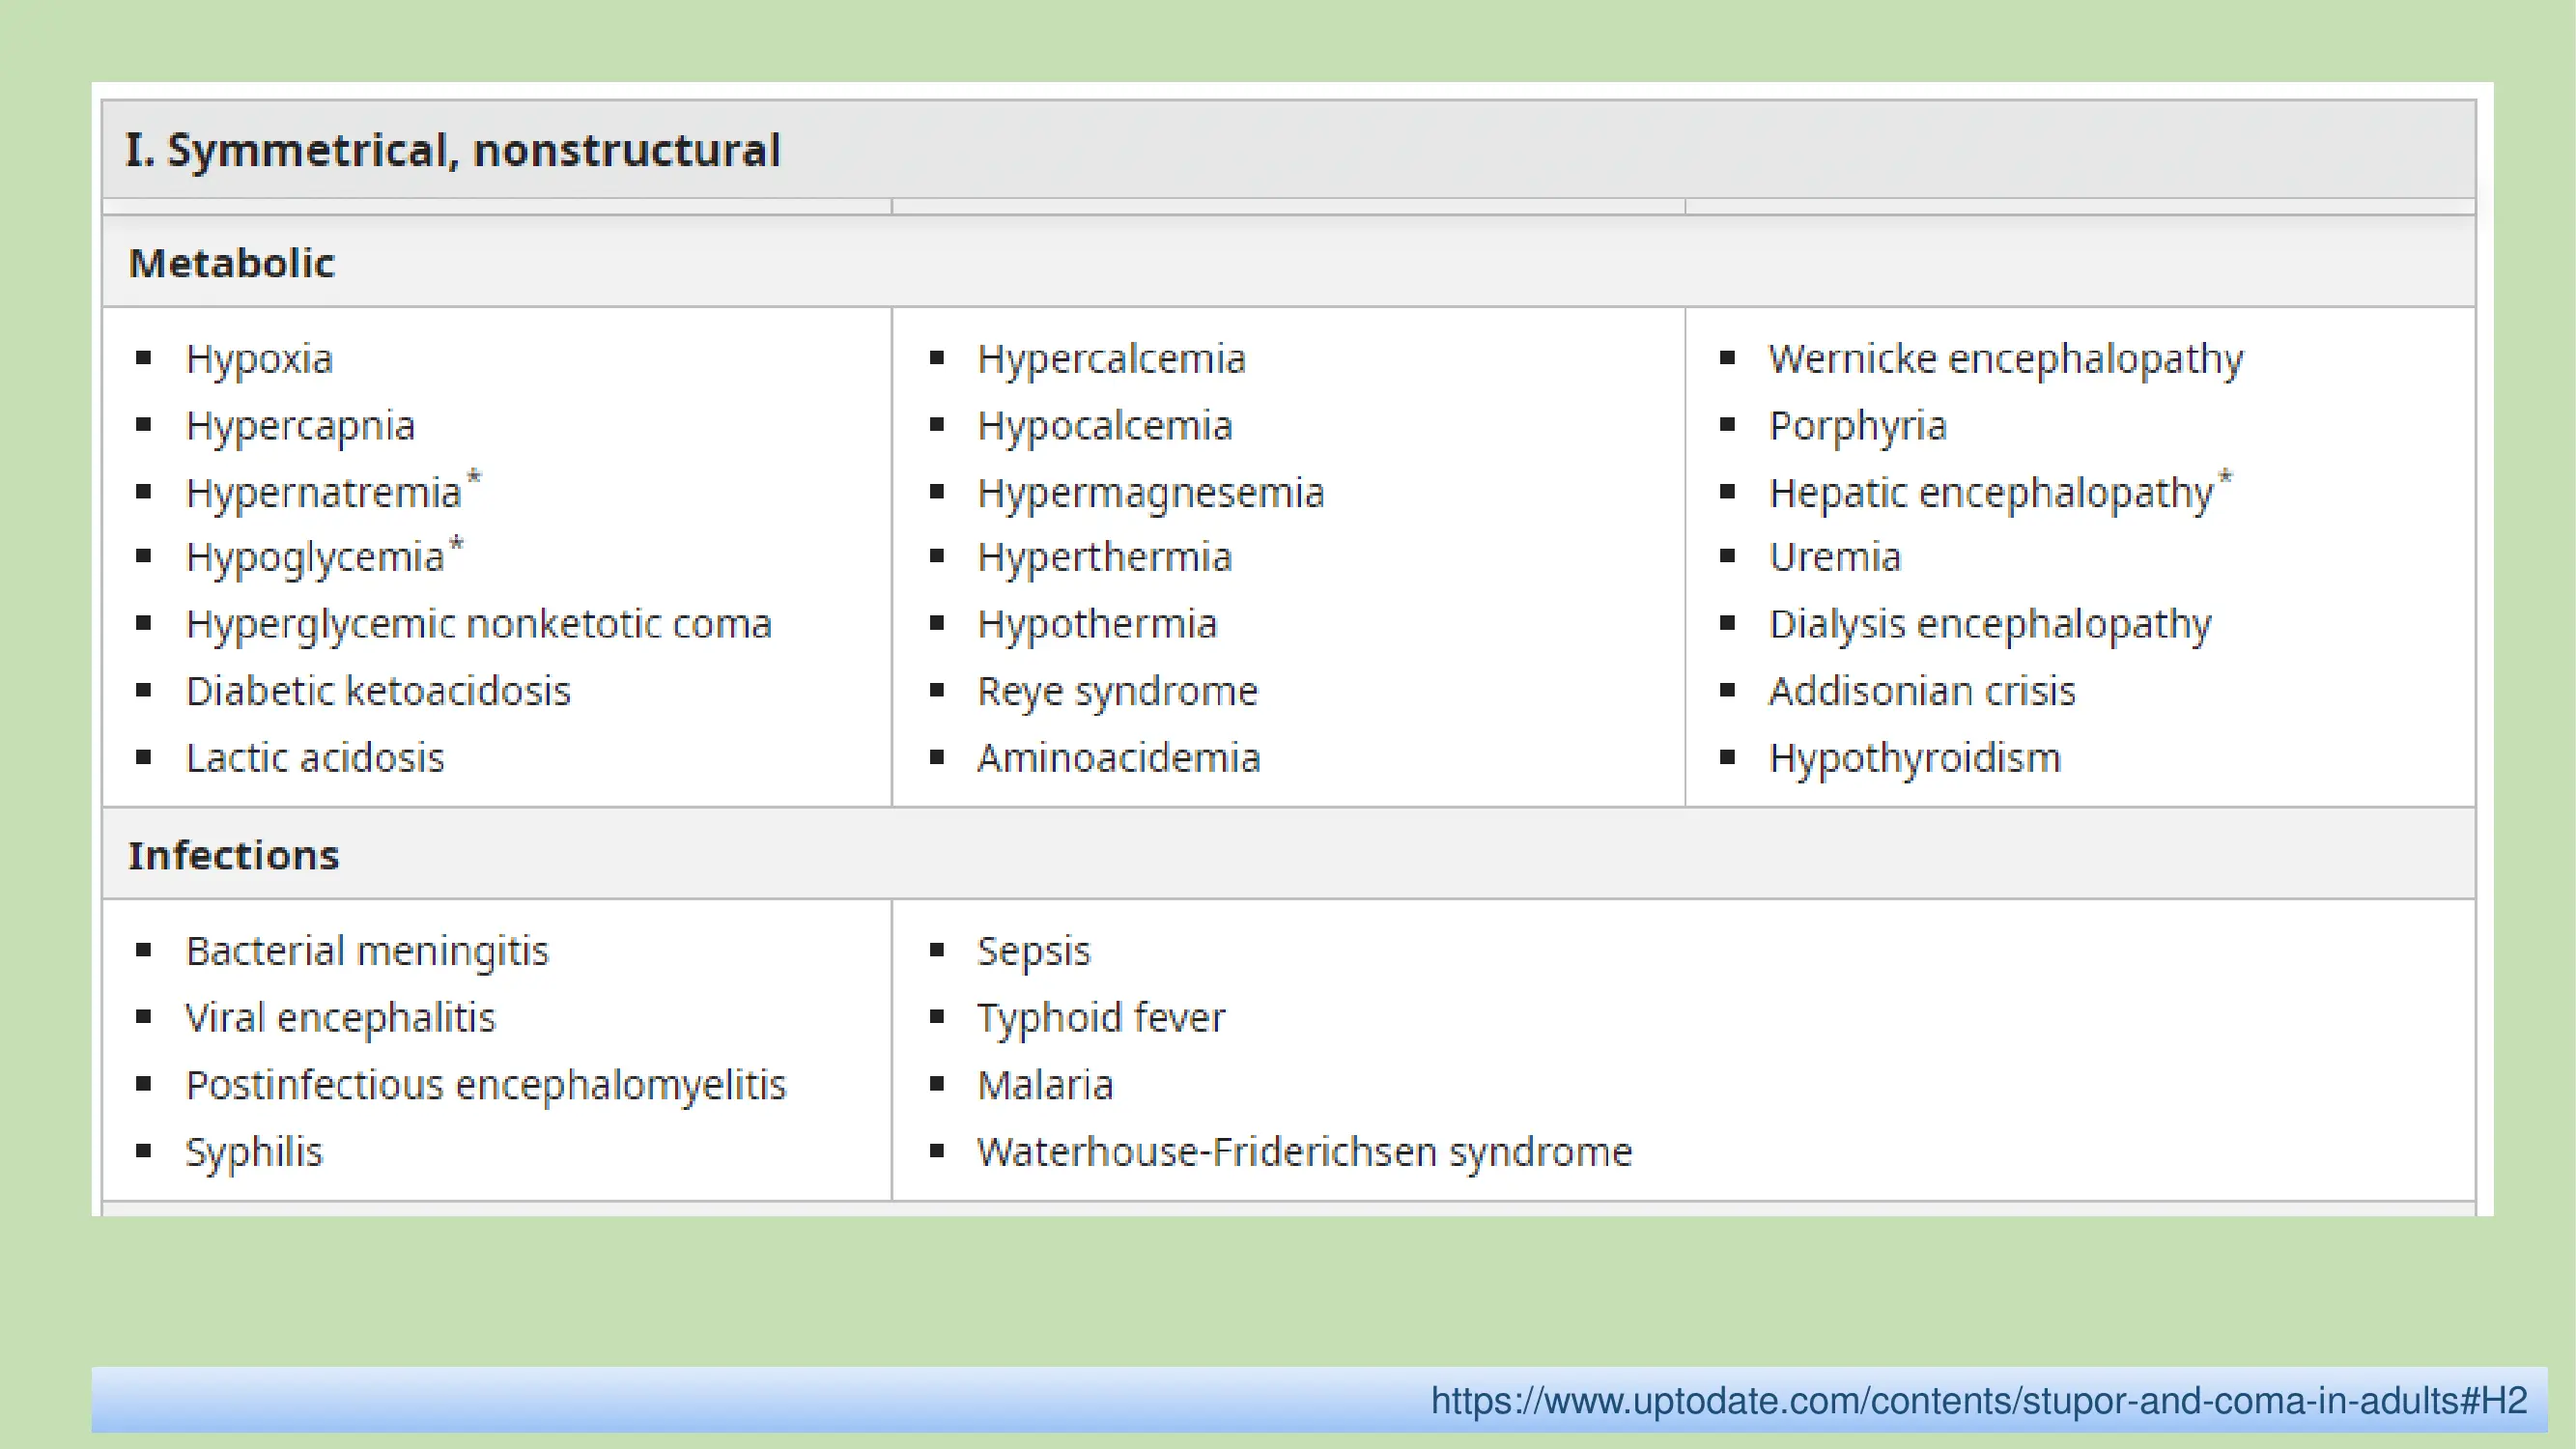 I. Symmetrical, nonstructural
Metabolic
▪ Hypoxia
▪ Hypercapnia
▪ Hypernatremia*
▪ Hypoglycemia*
▪ Hyperglycemic nonketotic coma
▪ Diabetic ketoacidosis
▪ Lactic acidosis
▪ Hypercalcemia
▪ Hypocalcemia
▪ Hypermagnesemia
▪ Hyperthermia
▪ Hypothermia
▪ Reye syndrome
▪ Aminoacidemia
▪ Wernicke encephalopathy
▪ Porphyria
▪ Hepatic encephalopathy*
▪ Uremia
▪ Dialysis encephalopathy
▪ Addisonian crisis
▪ Hypothyroidism
Infections
▪ Bacterial meningitis
▪ Viral encephalitis
▪ Postinfectious encephalomyelitis
▪ Syphilis
▪ Sepsis
▪ Typhoid fever
▪ Malaria
▪ Waterhouse-Friderichsen syndrome
https://www.uptodate.com/contents/stupor-and-coma-in-adults#H2